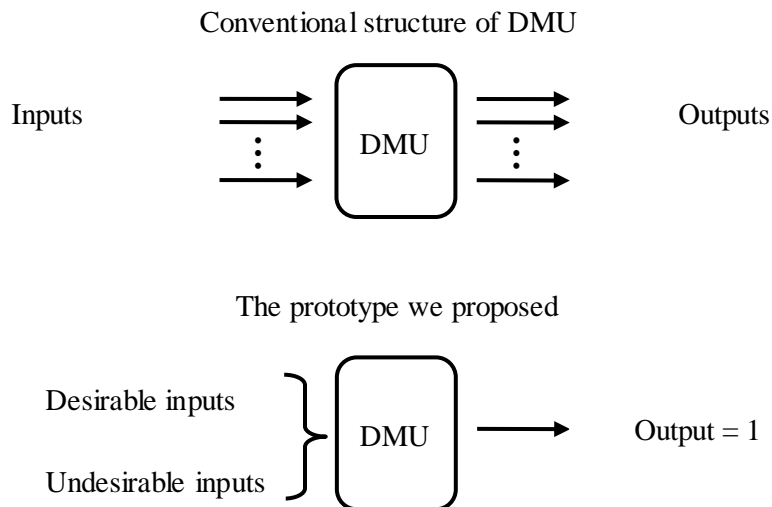 Conventional structure of DMU
Inputs
DMU
Outputs
The prototype we proposed
Desirable inputs
Undesirable inputs
DMU
Output = 1